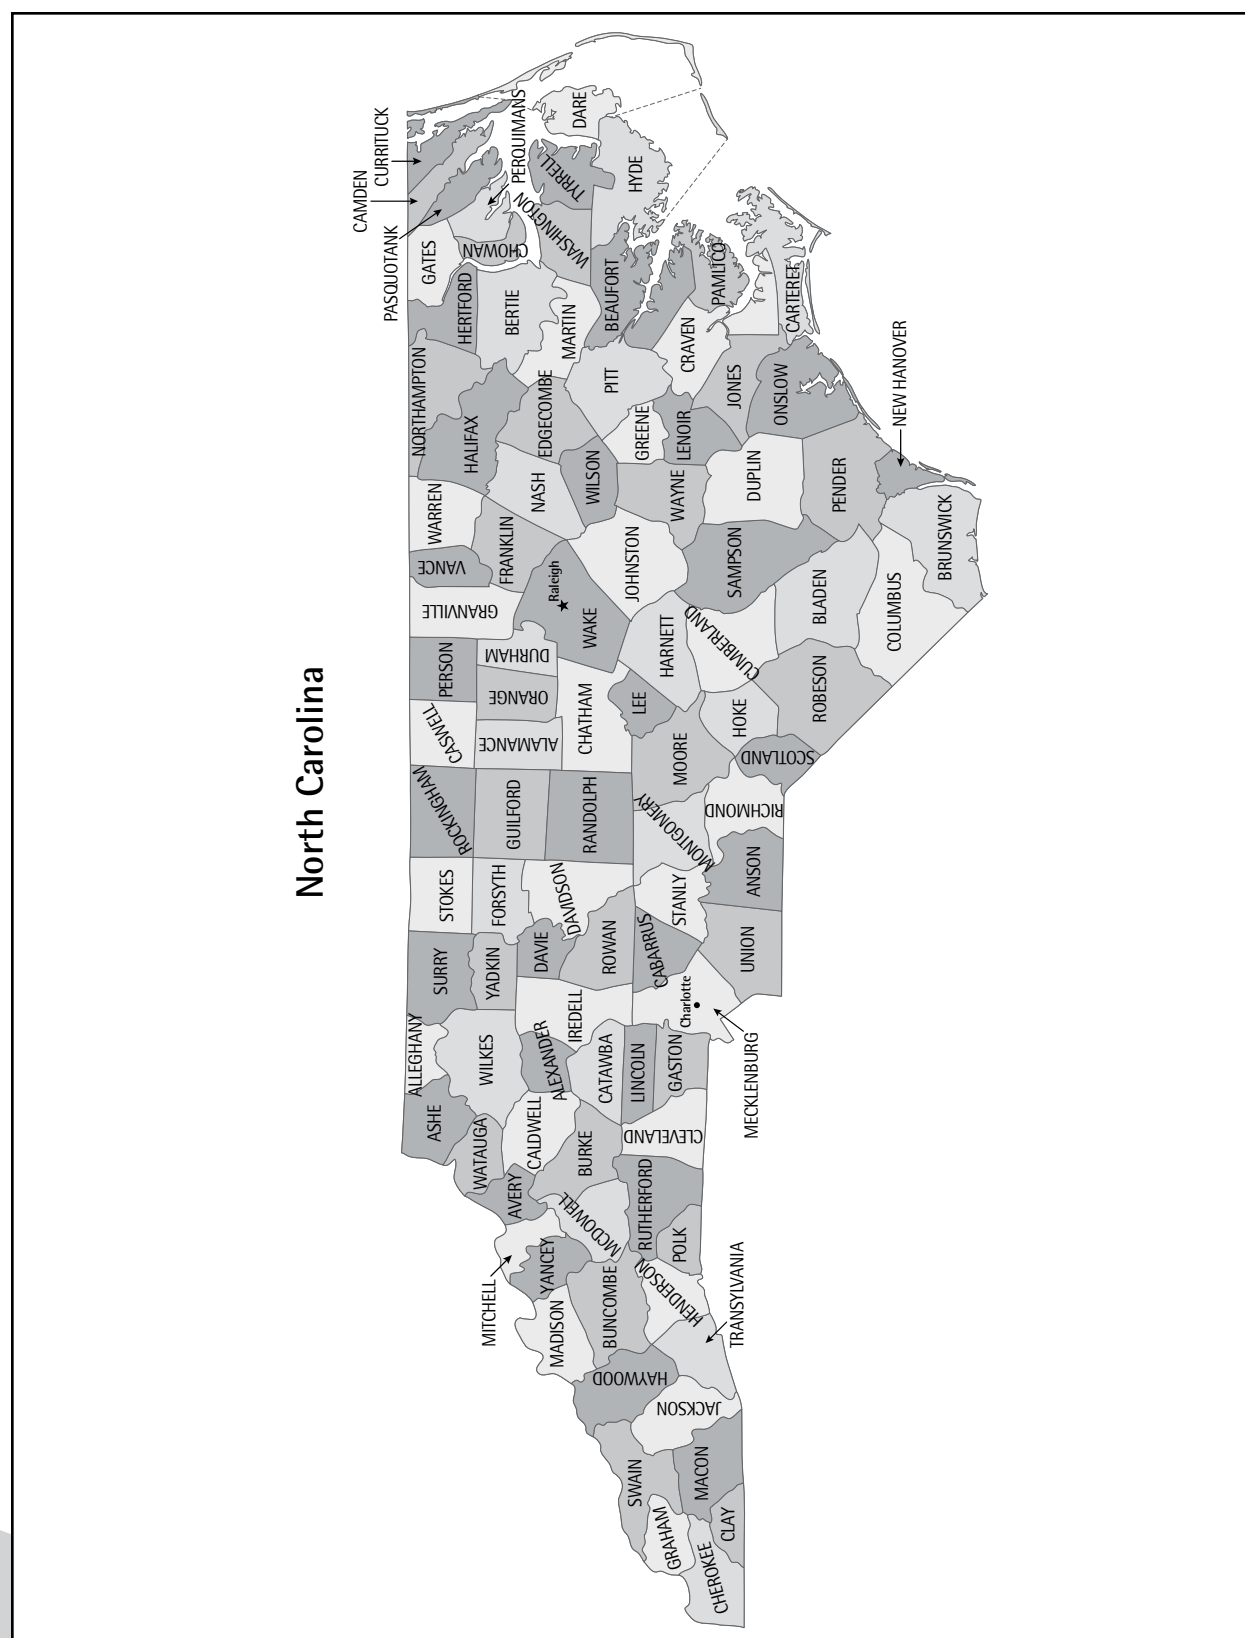 North Carolina
CURRITUCK
CAMDEN
PASQUOTANK
PERQUIMANS
GATES
CHOWAN
HERTFORD
BERTIE
NORTHAMPTON
HALIFAX
WARREN
VANCE
GRANVILLE
PERSON
CASWELL
ROCKINGHAM
STOKES
SURRY
ALLEGHANY
ASHE
DARE
TYRRELL
WASHINGTON
HYDE
MARTIN
BEAUFORT
PAMLICO
CARTERET
CRAVEN
PITT
EDGECOMBE
NASH
FRANKLIN
WILSON
GREENE
LENOIR
JONES
ONSLOW
NEW HANOVER
PENDER
DUPLIN
WAYNE
JOHNSTON
Raleigh
WAKE
DURHAM
ORANGE
ALAMANCE
CHATHAM
GUILFORD
RANDOLPH
FORSYTH
DAVIDSON
YADKIN
DAVIE
ROWAN
IREDELL
WILKES
ALEXANDER
CATAWBA
WATAUGA
CALDWELL
BURKE
AVERY
MCDOWELL
MITCHELL
YANCEY
MADISON
BUNCOMBE
HAYWOOD
SAMPSON
BLADEN
COLUMBUS
BRUNSWICK
HARNETT
CUMBERLAND
LEE
HOKE
ROBESON
MOORE
SCOTLAND
MONTGOMERY
RICHMOND
STANLY
ANSON
CABARRUS
UNION
Charlotte
MECKLENBURG
LINCOLN
GASTON
CLEVELAND
RUTHERFORD
POLK
HENDERSON
TRANSYLVANIA
JACKSON
SWAIN
MACON
GRAHAM
CLAY
CHEROKEE